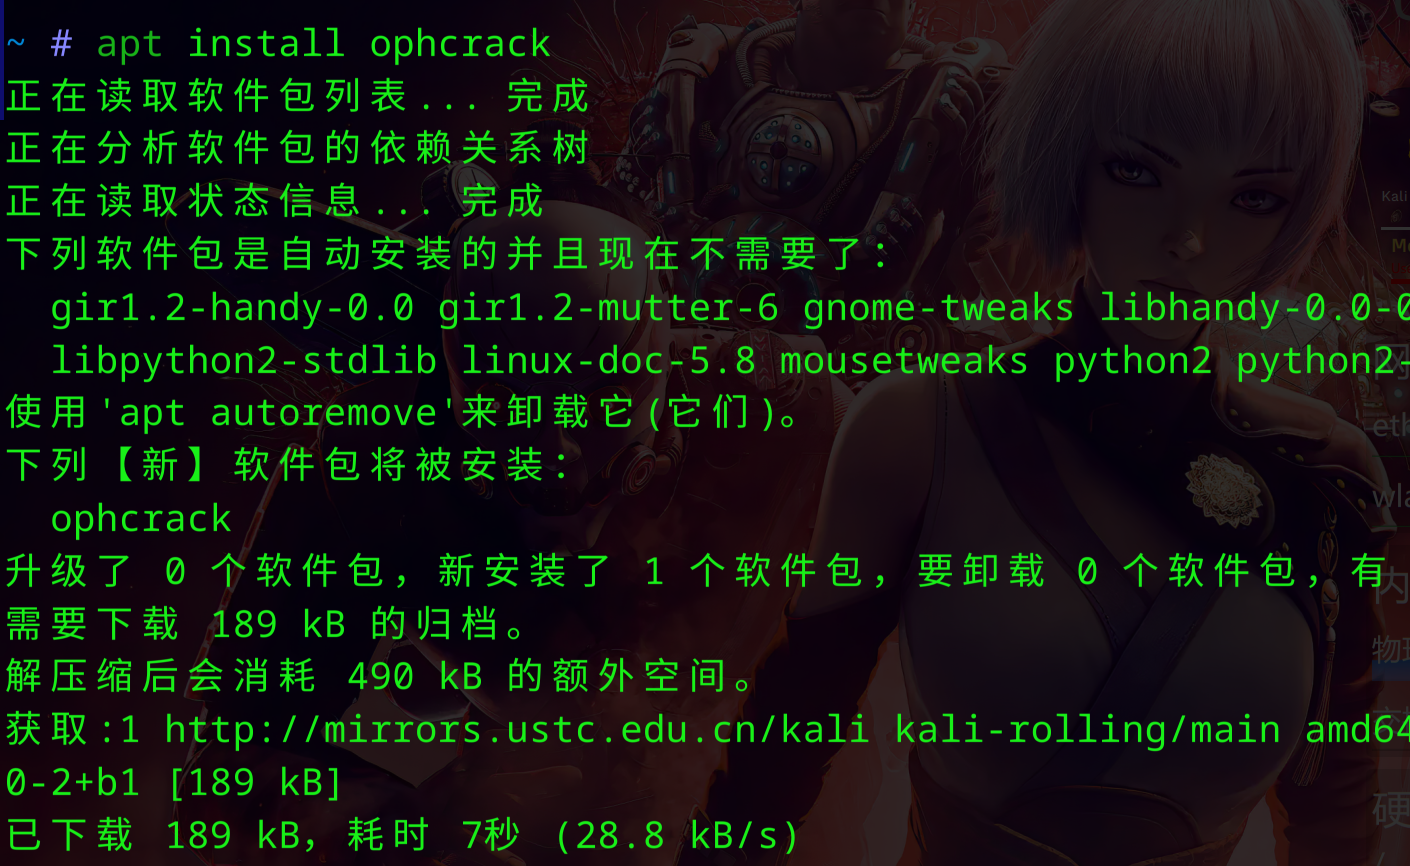 ~ # apt install ophcrack
正在读取软件包列表... 完成
正在分析软件包的依赖关系树
正在读取状态信息... 完成
下列软件包是自动安装的并且现在不需要了：
gir1.2-handy-0.0 gir1.2-mutter-6 gnome-tweaks libhandy-0.0-0
libpython2-stdlib linux-doc-5.8 mousetweaks python2 python2-
使用'apt autoremove'来卸载它(它们)。
下列【新】软件包将被安装：
ophcrack
升级了 0 个软件包，新安装了 1 个软件包，要卸载 0 个软件包，有
需要下载 189 kB 的归档。
解压缩后会消耗 490 kB 的额外空间。
获取:1 http://mirrors.ustc.edu.cn/kali kali-rolling/main amd64
0-2+b1 [189 kB]
已下载 189 kB，耗时 7秒 (28.8 kB/s)
Kali